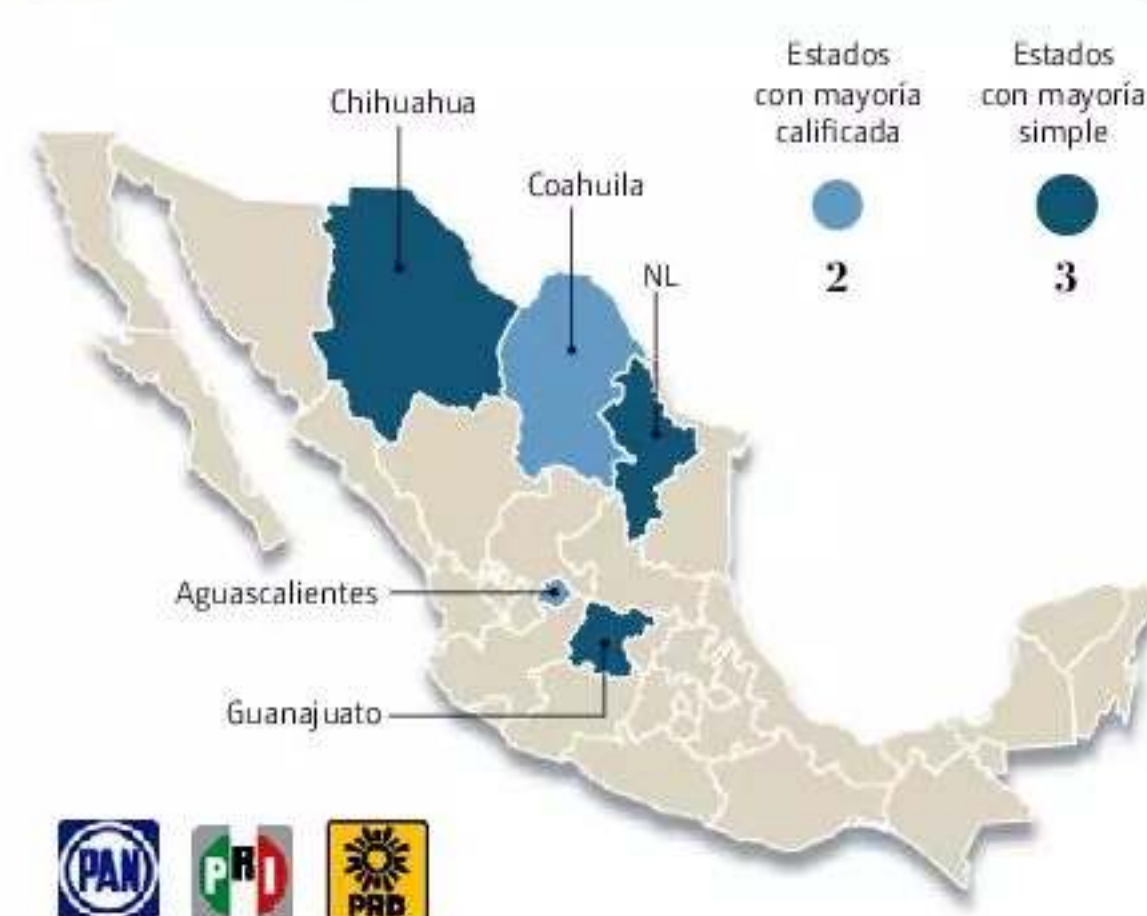 Estados
con mayoría
calificada
2
Estados
con mayoría
simple
3
Chihuahua
Coahuila
NL
Aguascalientes
Guanajuato
PAN
PRI
PRD